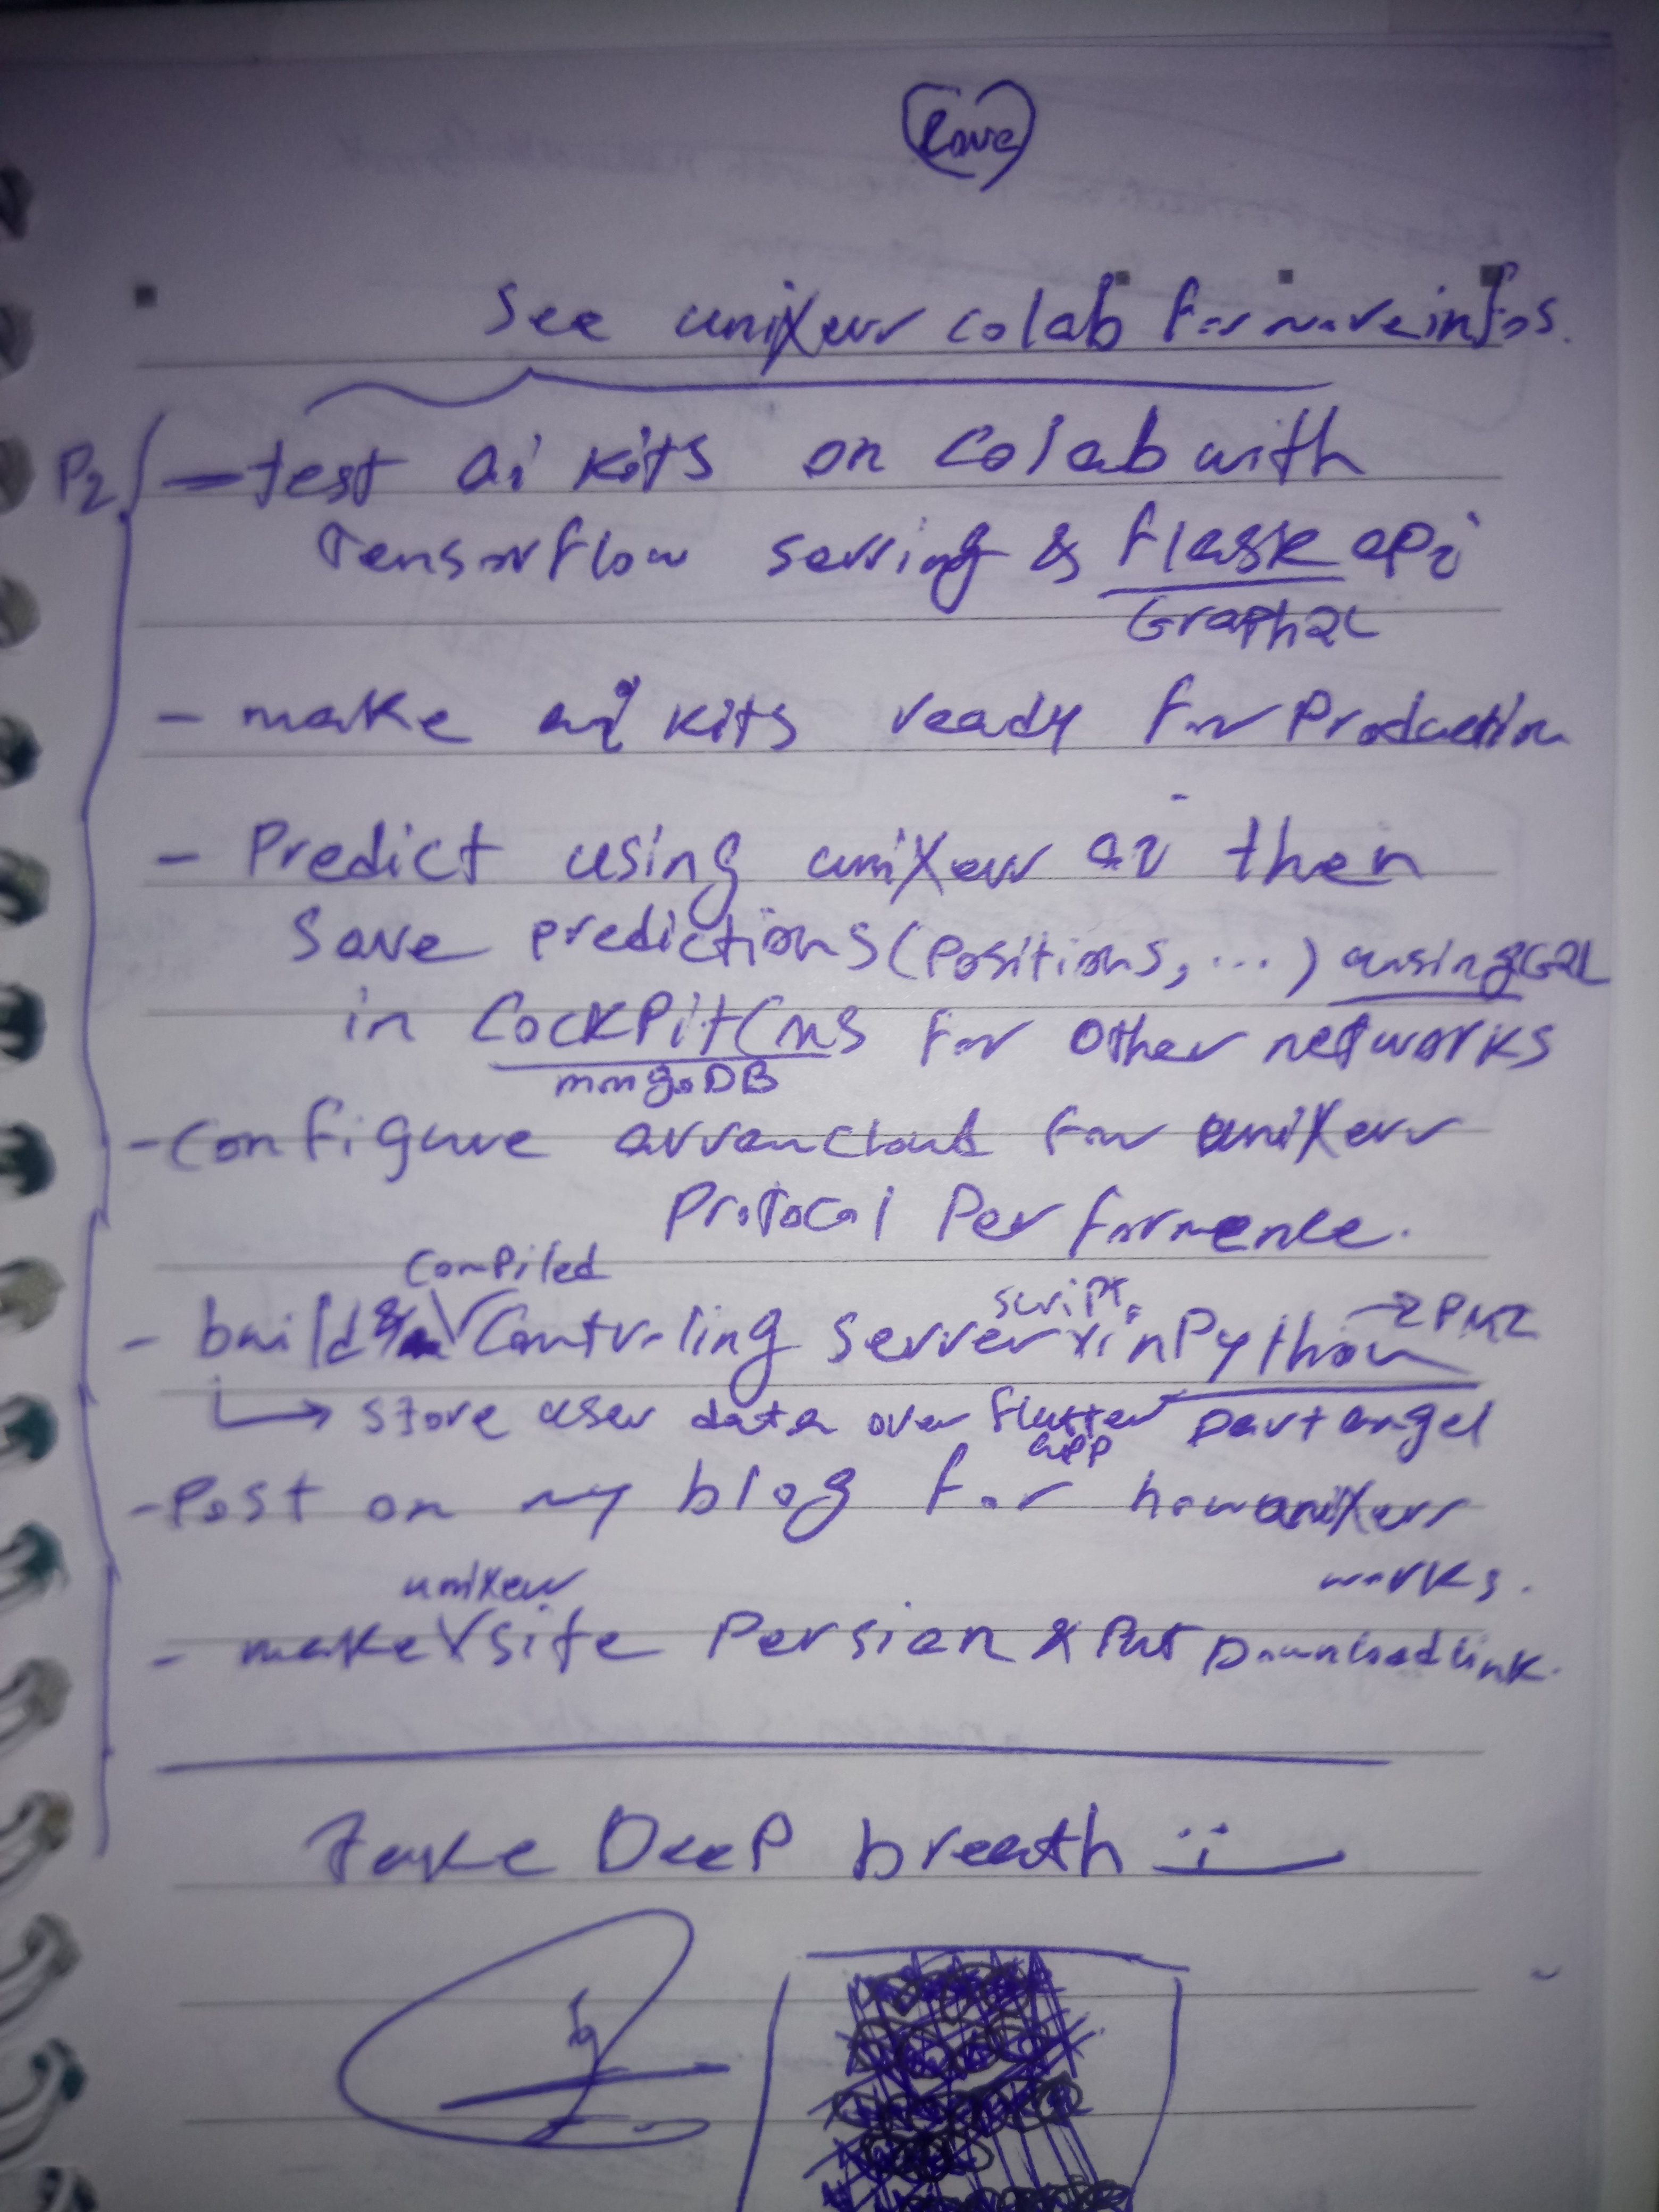 Love
See unixerr colab for more infos.
P2 - test ai kits on Colab with
Tensorflow serving & flask api
GraphQL
- make ai kits ready for Production
- Predict using unixerr ai then
Save predictions (positions, ...) using GQL
in CockPit Cms for other networks
mongoDB
- configure arvancloud for unixerr
Protocol Performence.
compiled
- build Controling server script in Python → PM2
↳ store user data over flutter Dart angel
app
- Post on my blog for how unixerr
works.
unixerr
- make site Persian & Put Download link.
Take Deep breath